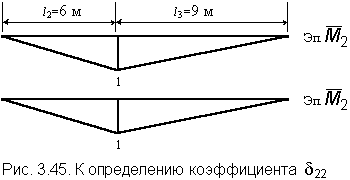 l₂=6 м l₃=9 м
Эп M̅₂
1
Эп M̅₂
1
Рис. 3.45. К определению коэффициента δ₂₂